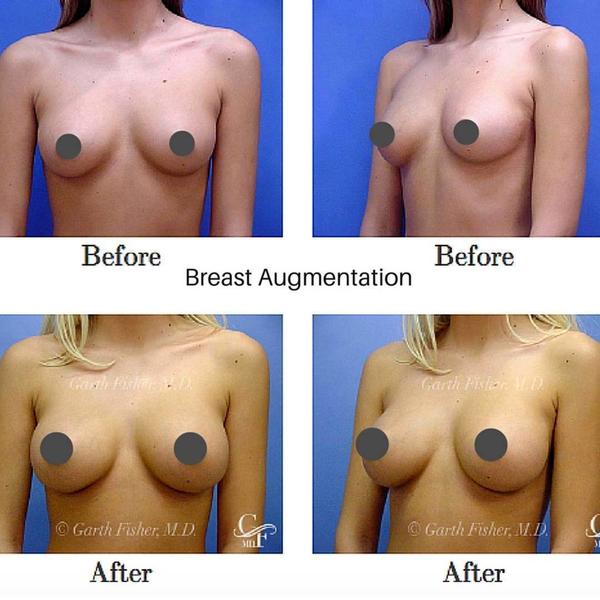 Before
Before
Breast Augmentation
Garth Fisher, M.D.
Garth Fisher, M.D.
© Garth Fisher, M.D.
© Garth Fisher, M.D.
After
After